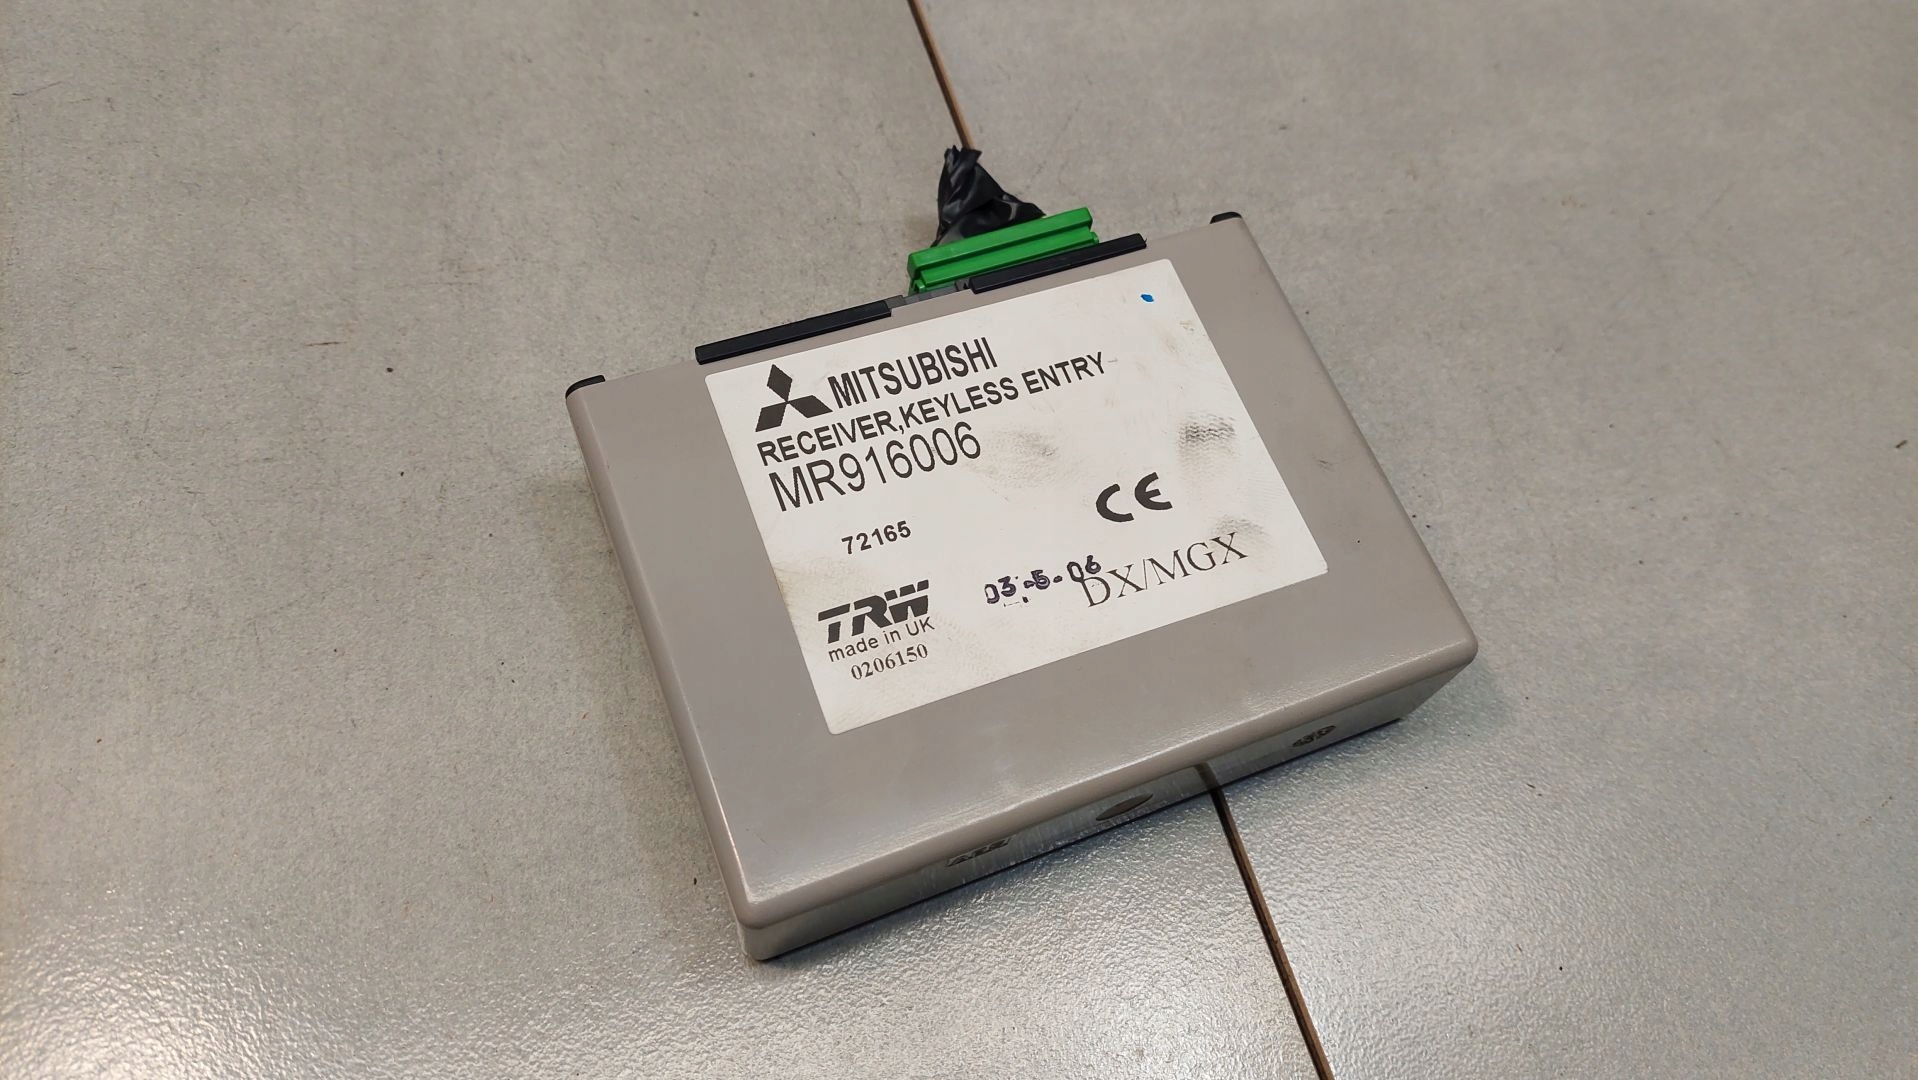 MITSUBISHI
RECEIVER,KEYLESS ENTRY
MR916006
72165
CE
03-5-06
DX/MGX
TRW
made in UK
0206150